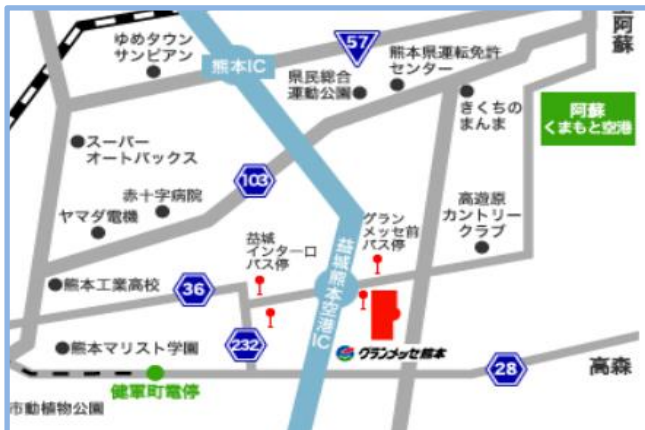 ゆめタウン
サンピアン
熊本IC
57
県民総合
運動公園
熊本県運転免許
センター
きくちの
まんま
至阿蘇
阿蘇
くまもと空港
スーパー
オートバックス
赤十字病院
103
ヤマダ電機
高遊原
カントリー
クラブ
グラン
メッセ前
バス停
益城
インター口
バス停
益城熊本空港IC
熊本工業高校
36
熊本マリスト学園
232
グランメッセ熊本
28
高森
健軍町電停
市動植物公園